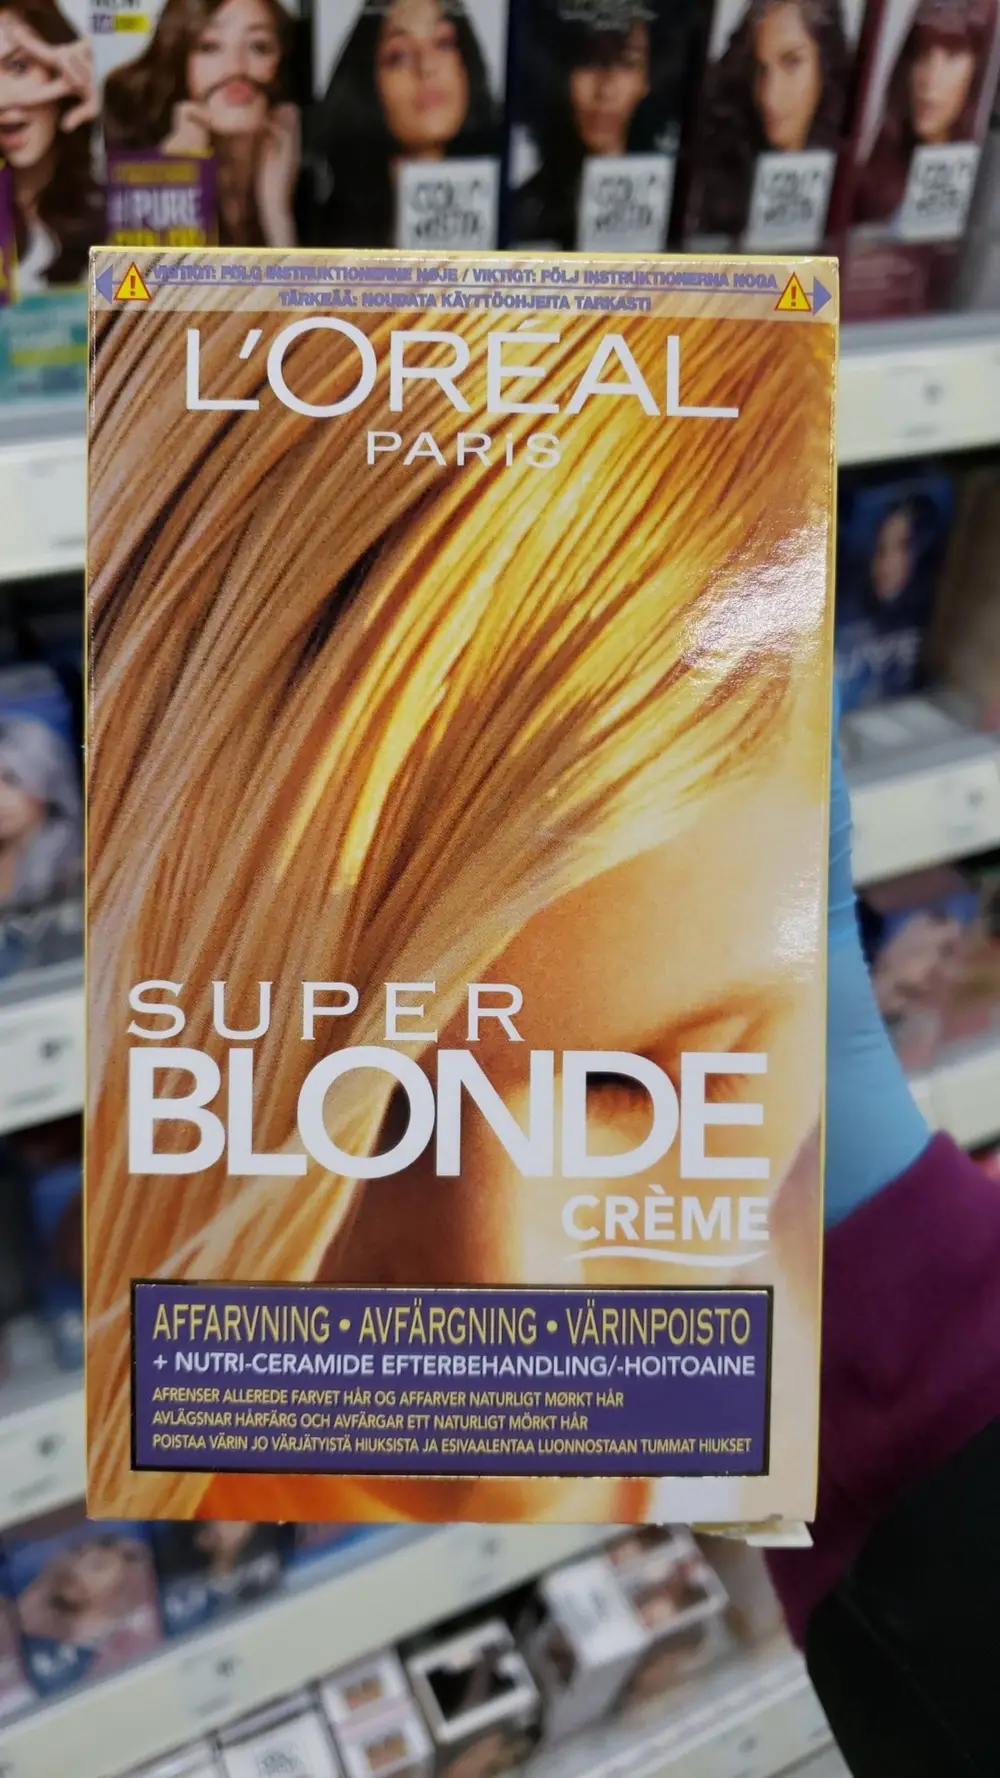 PURE
VIGTIGT: FØLG INSTRUKTIONERNE NØJE / VIKTIGT: FÖLJ INSTRUKTIONERNA NOGA
TÄRKEÄÄ: NOUDATA KÄYTTÖOHJEITA TARKASTI
L'ORÉAL
PARIS
SUPER
BLONDE
CRÈME
AFFARVNING • AVFÄRGNING • VÄRINPOISTO
+ NUTRI-CERAMIDE EFTERBEHANDLING/-HOITOAINE
AFRENSER ALLEREDE FARVET HÅR OG AFFARVER NATURLIGT MØRKT HÅR
AVLÄGSNAR HÅRFÄRG OCH AVFÄRGAR ETT NATURLIGT MÖRKT HÅR
POISTAA VÄRIN JO VÄRJÄTYISTÄ HIUKSISTA JA ESIVAALENTAA LUONNOSTAAN TUMMAT HIUKSET